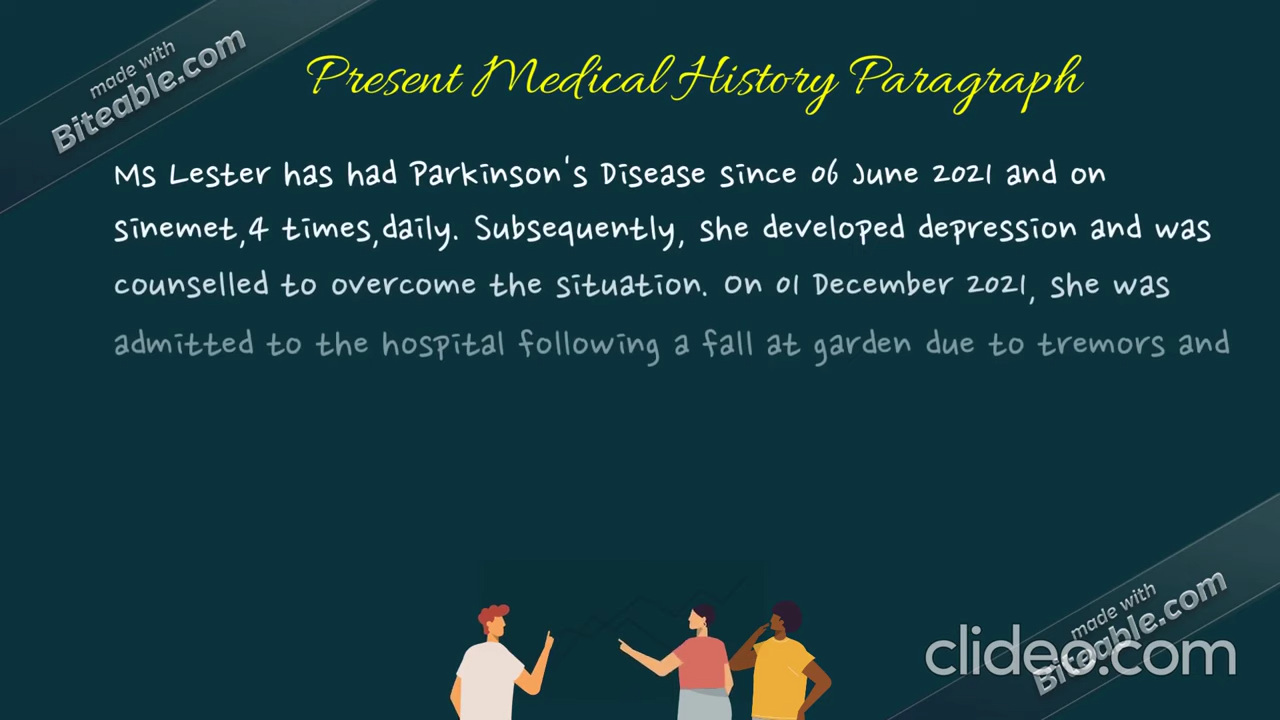 made with
Biteable.com
Present Medical History Paragraph
Ms Lester has had Parkinson's Disease since 06 June 2021 and on
sinemet,4 times,daily. Subsequently, she developed depression and was
counselled to overcome the situation. On 01 December 2021, she was
admitted to the hospital following a fall at garden due to tremors and
made with
Biteable.com
clideo.com